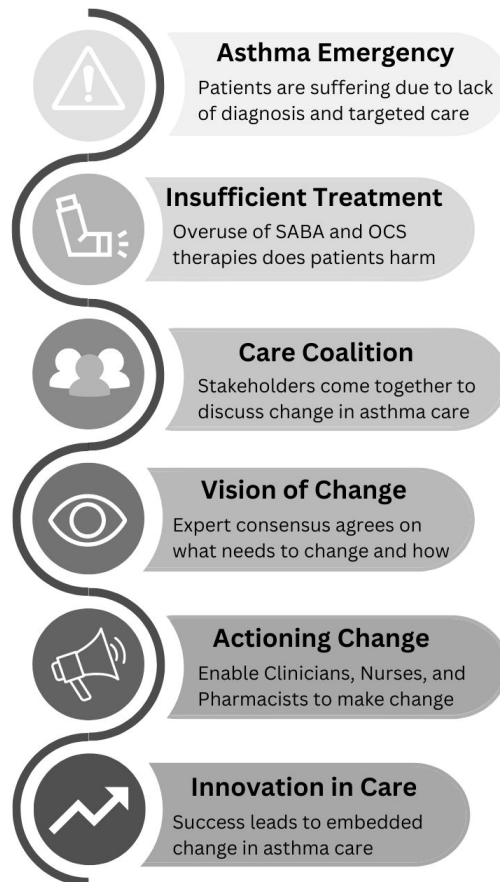 Asthma Emergency
Patients are suffering due to lack
of diagnosis and targeted care
Insufficient Treatment
Overuse of SABA and OCS
therapies does patients harm
Care Coalition
Stakeholders come together to
discuss change in asthma care
Vision of Change
Expert consensus agrees on
what needs to change and how
Actioning Change
Enable Clinicians, Nurses, and
Pharmacists to make change
Innovation in Care
Success leads to embedded
change in asthma care